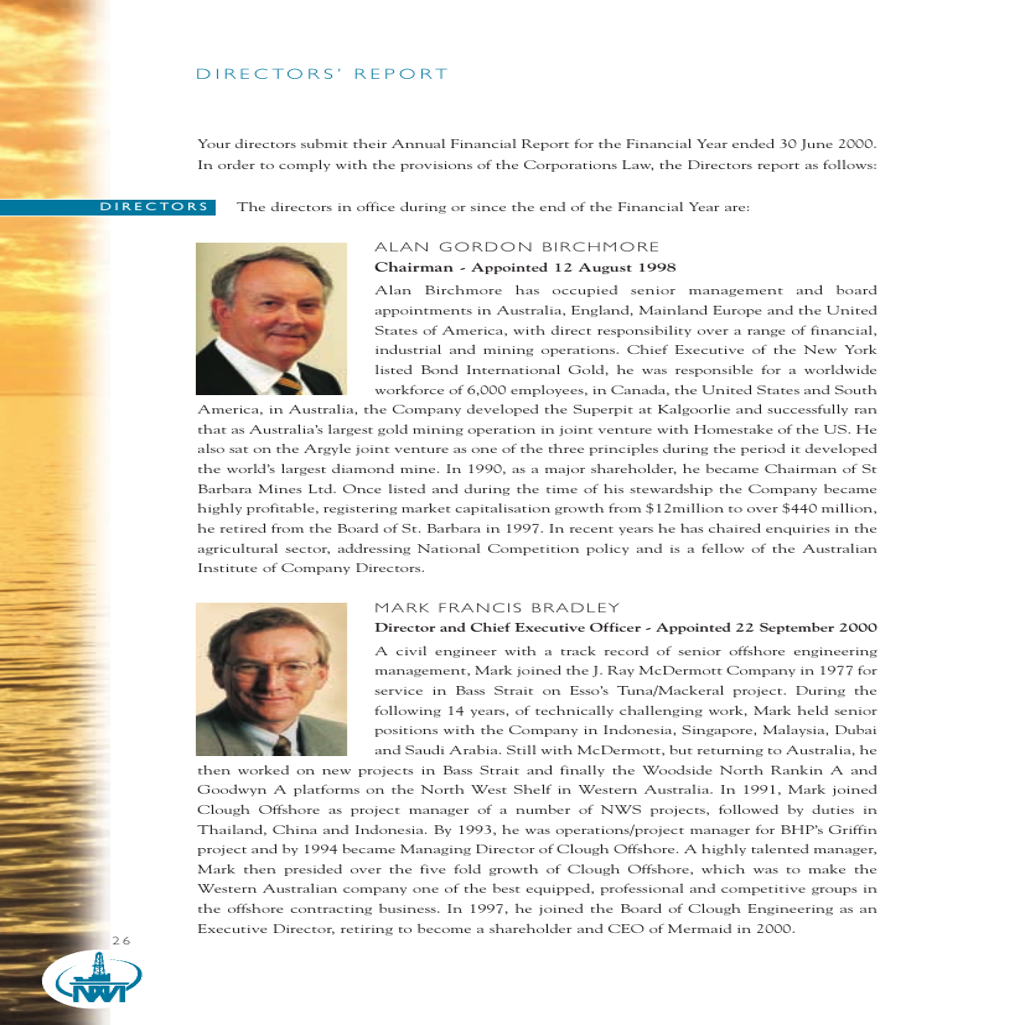 DIRECTORS' REPORT
Your directors submit their Annual Financial Report for the Financial Year ended 30 June 2000.
In order to comply with the provisions of the Corporations Law, the Directors report as follows:
DIRECTORS
The directors in office during or since the end of the Financial Year are:
ALAN GORDON BIRCHMORE
Chairman - Appointed 12 August 1998
Alan Birchmore has occupied senior management and board
appointments in Australia, England, Mainland Europe and the United
States of America, with direct responsibility over a range of financial,
industrial and mining operations. Chief Executive of the New York
listed Bond International Gold, he was responsible for a worldwide
workforce of 6,000 employees, in Canada, the United States and South
America, in Australia, the Company developed the Superpit at Kalgoorlie and successfully ran
that as Australia's largest gold mining operation in joint venture with Homestake of the US. He
also sat on the Argyle joint venture as one of the three principles during the period it developed
the world's largest diamond mine. In 1990, as a major shareholder, he became Chairman of St
Barbara Mines Ltd. Once listed and during the time of his stewardship the Company became
highly profitable, registering market capitalisation growth from $12million to over $440 million,
he retired from the Board of St. Barbara in 1997. In recent years he has chaired enquiries in the
agricultural sector, addressing National Competition policy and is a fellow of the Australian
Institute of Company Directors.
MARK FRANCIS BRADLEY
Director and Chief Executive Officer - Appointed 22 September 2000
A civil engineer with a track record of senior offshore engineering
management, Mark joined the J. Ray McDermott Company in 1977 for
service in Bass Strait on Esso's Tuna/Mackeral project. During the
following 14 years, of technically challenging work, Mark held senior
positions with the Company in Indonesia, Singapore, Malaysia, Dubai
and Saudi Arabia. Still with McDermott, but returning to Australia, he
then worked on new projects in Bass Strait and finally the Woodside North Rankin A and
Goodwyn A platforms on the North West Shelf in Western Australia. In 1991, Mark joined
Clough Offshore as project manager of a number of NWS projects, followed by duties in
Thailand, China and Indonesia. By 1993, he was operations/project manager for BHP's Griffin
project and by 1994 became Managing Director of Clough Offshore. A highly talented manager,
Mark then presided over the five fold growth of Clough Offshore, which was to make the
Western Australian company one of the best equipped, professional and competitive groups in
the offshore contracting business. In 1997, he joined the Board of Clough Engineering as an
Executive Director, retiring to become a shareholder and CEO of Mermaid in 2000.
26